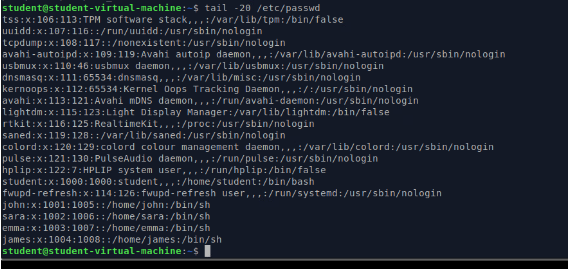 student@student-virtual-machine:~$ tail -20 /etc/passwd
tss:x:106:113:TPM software stack,,,:/var/lib/tpm:/bin/false
uuidd:x:107:116::/run/uuidd:/usr/sbin/nologin
tcpdump:x:108:117::/nonexistent:/usr/sbin/nologin
avahi-autoipd:x:109:119:Avahi autoip daemon,,,:/var/lib/avahi-autoipd:/usr/sbin/nologin
usbmux:x:110:46:usbmux daemon,,,:/var/lib/usbmux:/usr/sbin/nologin
dnsmasq:x:111:65534:dnsmasq,,,:/var/lib/misc:/usr/sbin/nologin
kernoops:x:112:65534:Kernel Oops Tracking Daemon,,,:/:/usr/sbin/nologin
avahi:x:113:121:Avahi mDNS daemon,,,:/run/avahi-daemon:/usr/sbin/nologin
lightdm:x:115:123:Light Display Manager:/var/lib/lightdm:/bin/false
rtkit:x:116:125:RealtimeKit,,,:/proc:/usr/sbin/nologin
saned:x:119:128::/var/lib/saned:/usr/sbin/nologin
colord:x:120:129:colord colour management daemon,,,:/var/lib/colord:/usr/sbin/nologin
pulse:x:121:130:PulseAudio daemon,,,:/run/pulse:/usr/sbin/nologin
hplip:x:122:7:HPLIP system user,,,:/run/hplip:/bin/false
student:x:1000:1000:student,,,:/home/student:/bin/bash
fwupd-refresh:x:114:126:fwupd-refresh user,,,:/run/systemd:/usr/sbin/nologin
john:x:1001:1005::/home/john:/bin/sh
sara:x:1002:1006::/home/sara:/bin/sh
emma:x:1003:1007::/home/emma:/bin/sh
james:x:1004:1008::/home/james:/bin/sh
student@student-virtual-machine:~$